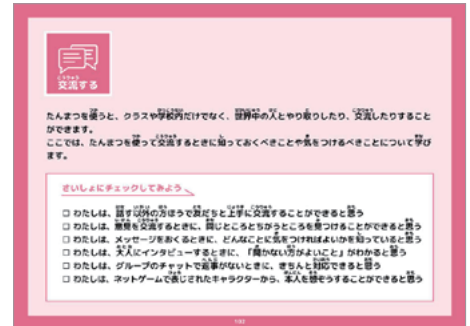 交流する
たんまつを使うと、クラスや学校内だけでなく、世界中の人とやり取りしたり、交流したりすること
ができます。
ここでは、たんまつを使って交流するときに知っておくべきことや気をつけるべきことについて学び
ます。
さいしょにチェックしてみよう
□ わたしは、話す以外の方ほうで友だちと上手に交流することができると思う
□ わたしは、意見を交流するときに、同じところとちがうところを見つけることができると思う
□ わたしは、メッセージをおくるときに、どんなことに気をつければよいかを知っていると思う
□ わたしは、大人にインタビューするときに、「聞かない方がよいこと」がわかると思う
□ わたしは、グループのチャットで返事がないときに、きちんと対応できると思う
□ わたしは、ネットゲームで表じされたキャラクターから、本人を想ぞうすることができると思う